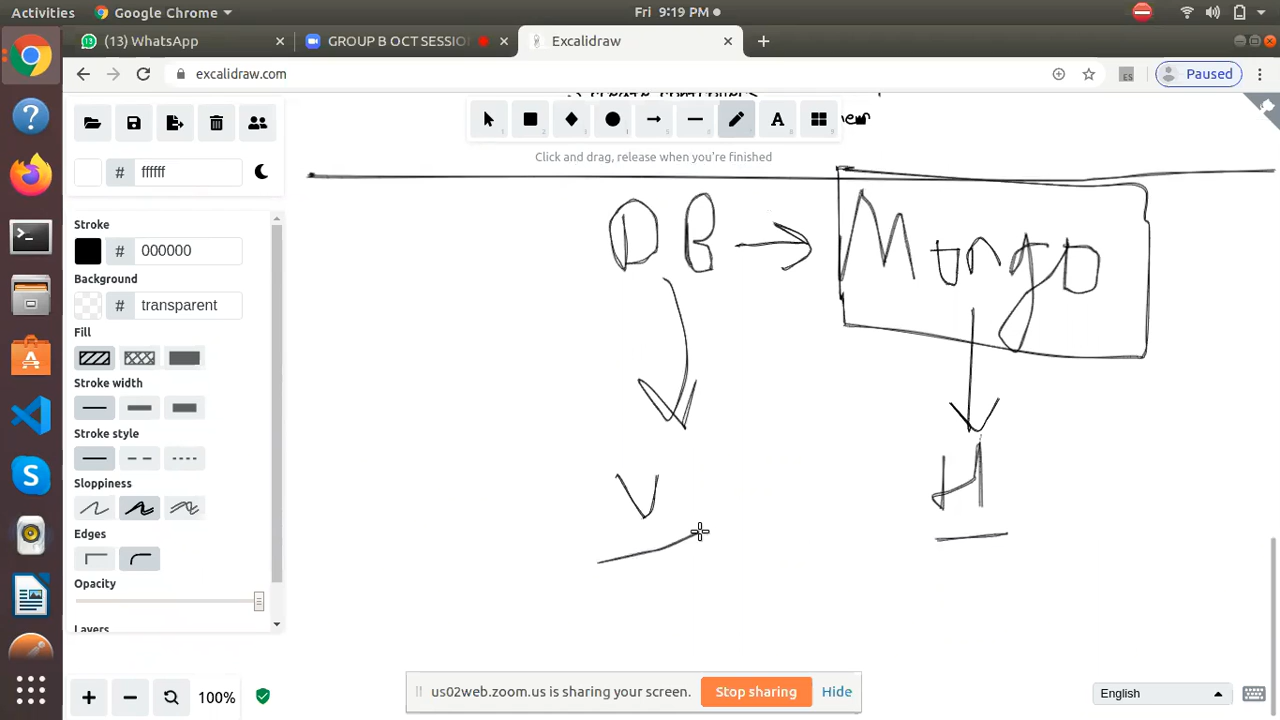 Activities
Google Chrome
Fri 9:19 PM
(13) WhatsApp
GROUP B OCT SESSION
Excalidraw
excalidraw.com
ES
Paused
# ffffff
Click and drag, release when you're finished
Stroke
# 000000
Background
# transparent
Fill
Stroke width
Stroke style
Sloppiness
Edges
Opacity
Layers
DB → Mongo
V
H
100%
us02web.zoom.us is sharing your screen.
Stop sharing
Hide
English